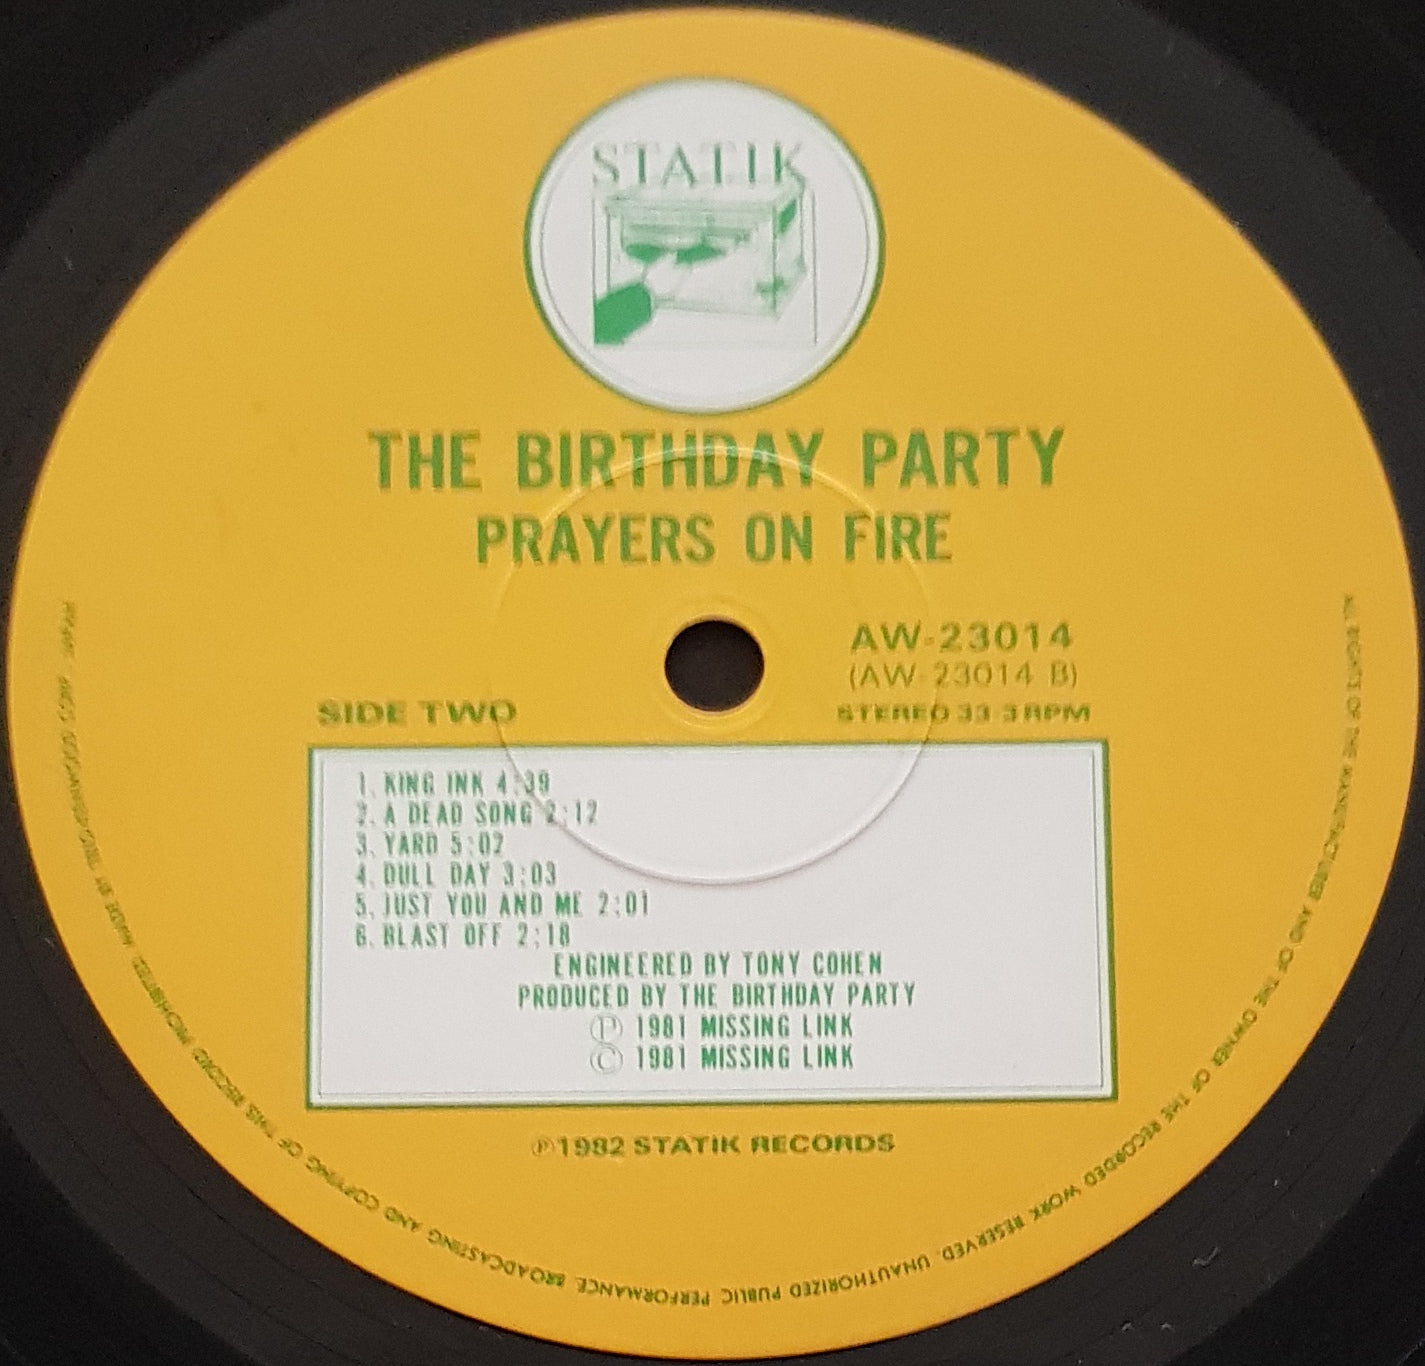 STATIK
THE BIRTHDAY PARTY
PRAYERS ON FIRE
AW-23014
(AW-23014 B)
SIDE TWO
STEREO 33 3 RPM
1. KING INK 4:39
2. A DEAD SONG 2:12
3. YARD 5:02
4. DULL DAY 3:03
5. JUST YOU AND ME 2:01
6. BLAST OFF 2:18
ENGINEERED BY TONY COHEN
PRODUCED BY THE BIRTHDAY PARTY
Ⓟ 1981 MISSING LINK
© 1981 MISSING LINK
℗1982 STATIK RECORDS
ALL RIGHTS OF THE MANUFACTURER AND OF THE OWNER OF THE RECORDED WORK RESERVED. UNAUTHORIZED PUBLIC PERFORMANCE, BROADCASTING AND COPYING OF THIS RECORD PROHIBITED. MADE BY